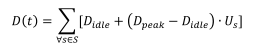 D(t) = ∑_{∀s∈S} [D_{idle} + (D_{peak} − D_{idle}) · U_s]